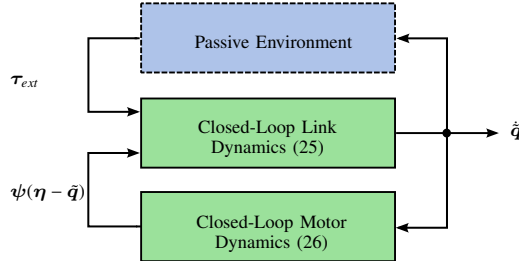 Passive Environment
τ_ext
Closed-Loop Link
Dynamics (25)
q̃̇
ψ(η − q̃)
Closed-Loop Motor
Dynamics (26)